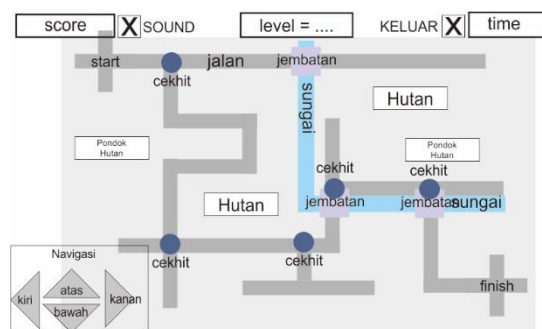 score X SOUND level = .... KELUAR X time
start jalan jembatan
cekhit
sungai
Hutan
Pondok
Hutan
Pondok
Hutan
cekhit cekhit
Hutan
jembatan jembatan sungai
cekhit cekhit
Navigasi
kiri atas kanan
bawah
finish